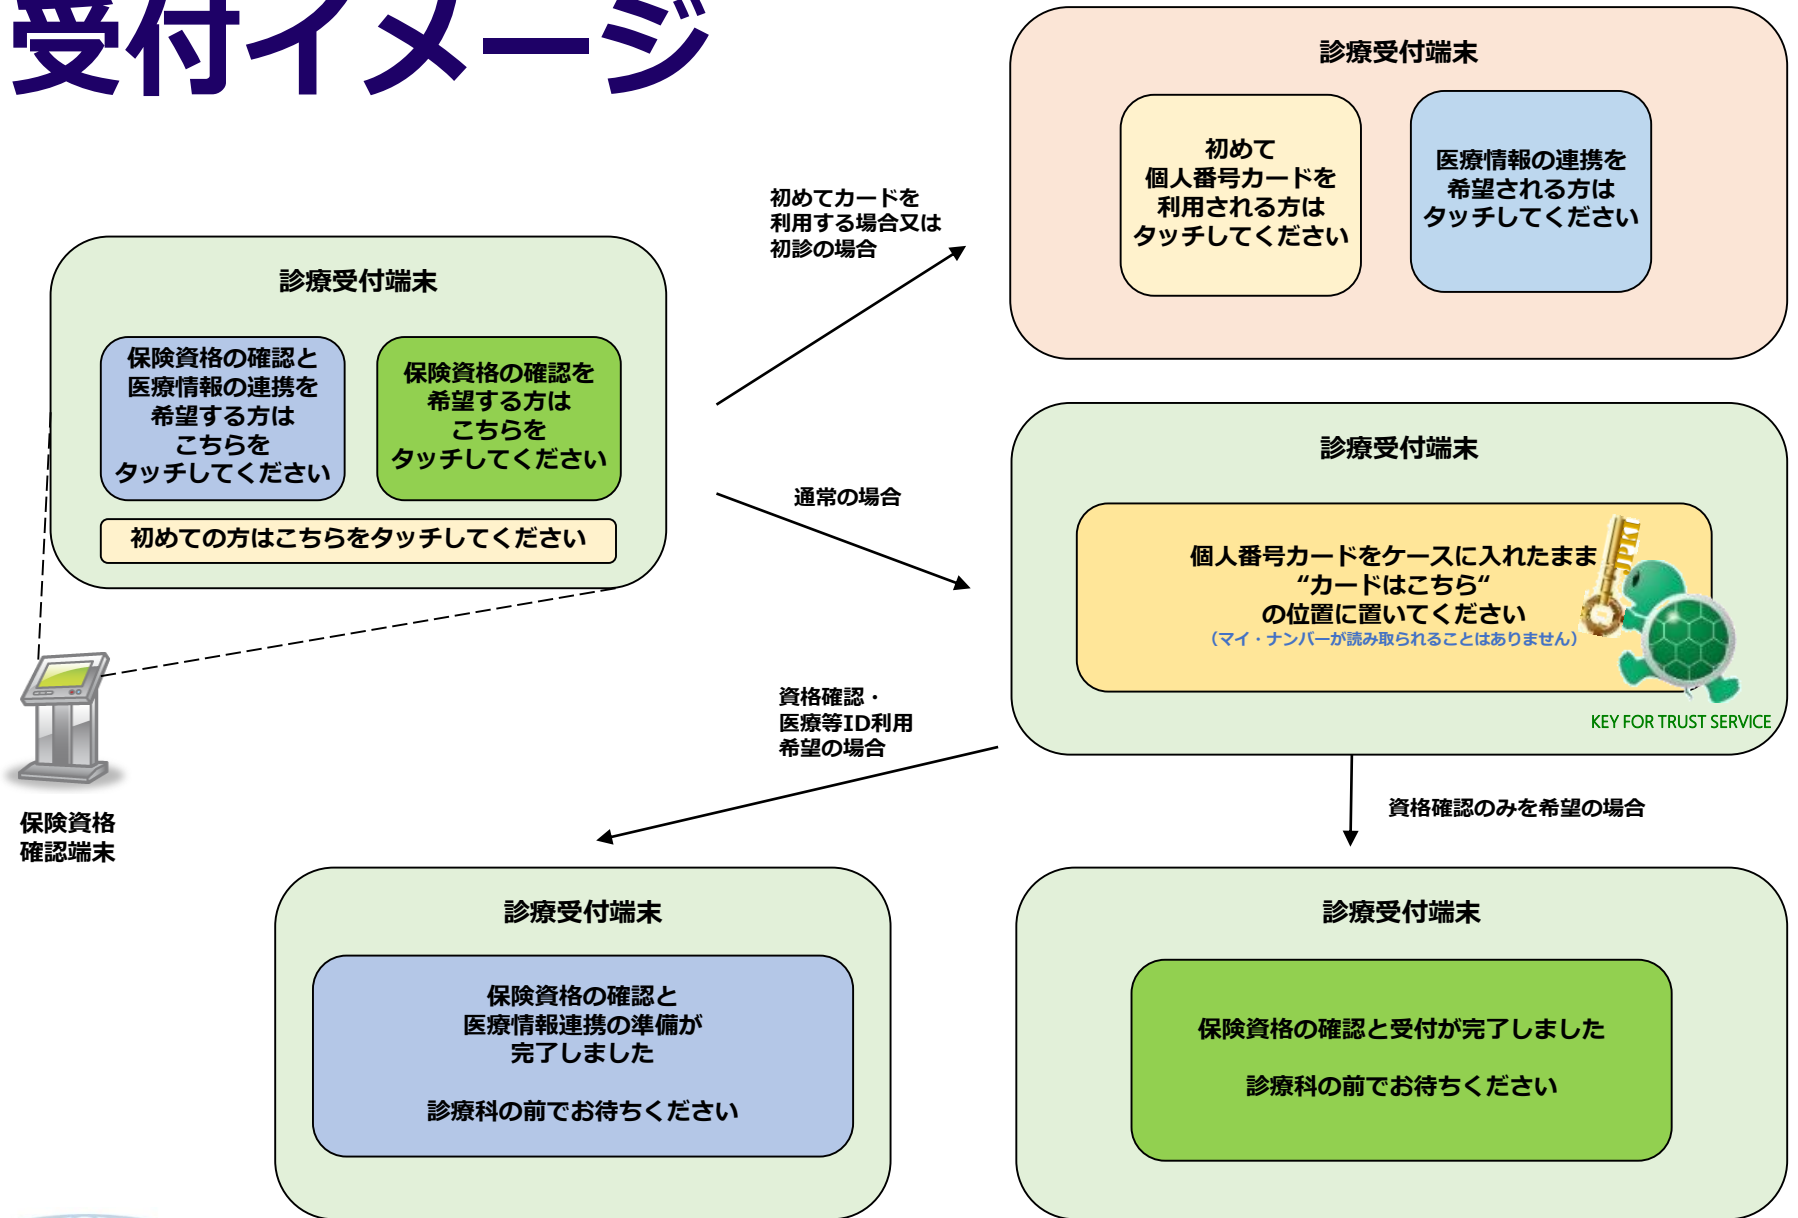 受付イメージ
診療受付端末
保険資格の確認と
医療情報の連携を
希望する方は
こちらを
タッチしてください
保険資格の確認を
希望する方は
こちらを
タッチしてください
初めての方はこちらをタッチしてください
保険資格
確認端末
初めてカードを
利用する場合又は
初診の場合
診療受付端末
初めて
個人番号カードを
利用される方は
タッチしてください
医療情報の連携を
希望される方は
タッチしてください
通常の場合
診療受付端末
個人番号カードをケースに入れたまま
“カードはこちら“
の位置に置いてください
（マイ・ナンバーが読み取られることはありません）
JPKI
KEY FOR TRUST SERVICE
資格確認・
医療等ID利用
希望の場合
資格確認のみを希望の場合
診療受付端末
保険資格の確認と
医療情報連携の準備が
完了しました
診療科の前でお待ちください
診療受付端末
保険資格の確認と受付が完了しました
診療科の前でお待ちください